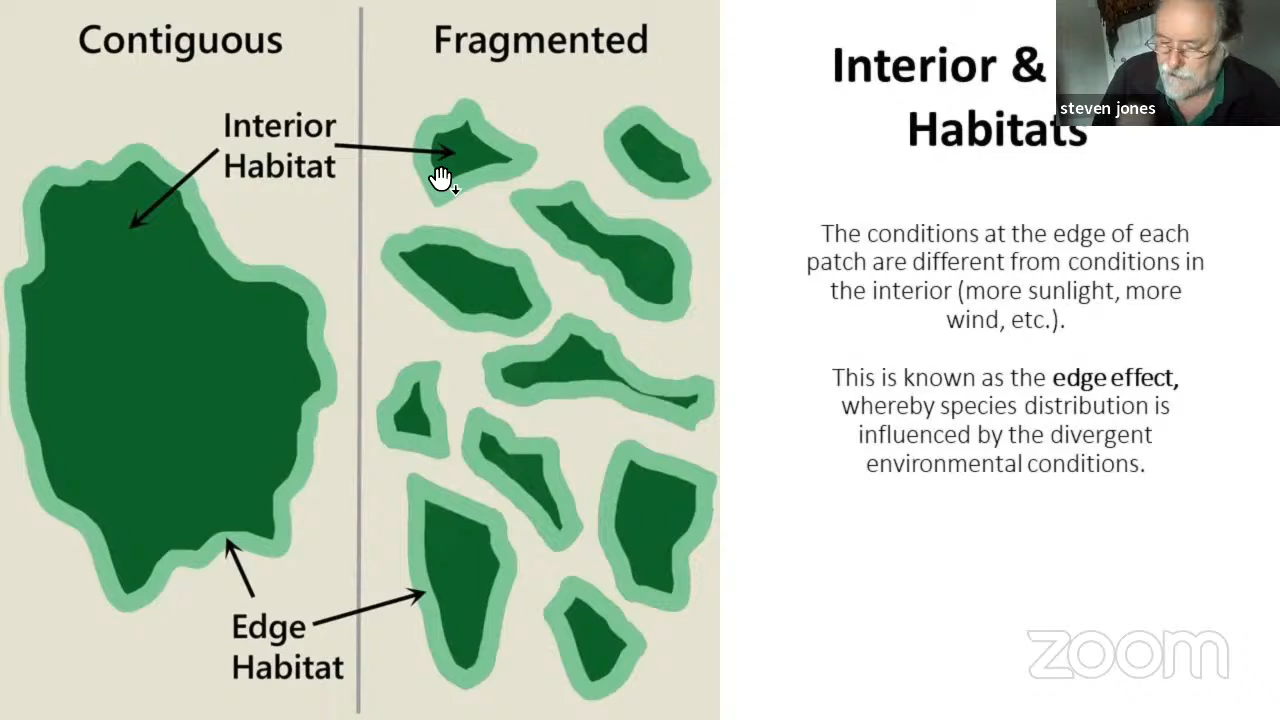 Contiguous
Fragmented
Interior
Habitat
Edge
Habitat
Interior &
Habitats
steven jones
The conditions at the edge of each
patch are different from conditions in
the interior (more sunlight, more
wind, etc.).
This is known as the edge effect,
whereby species distribution is
influenced by the divergent
environmental conditions.
zoom